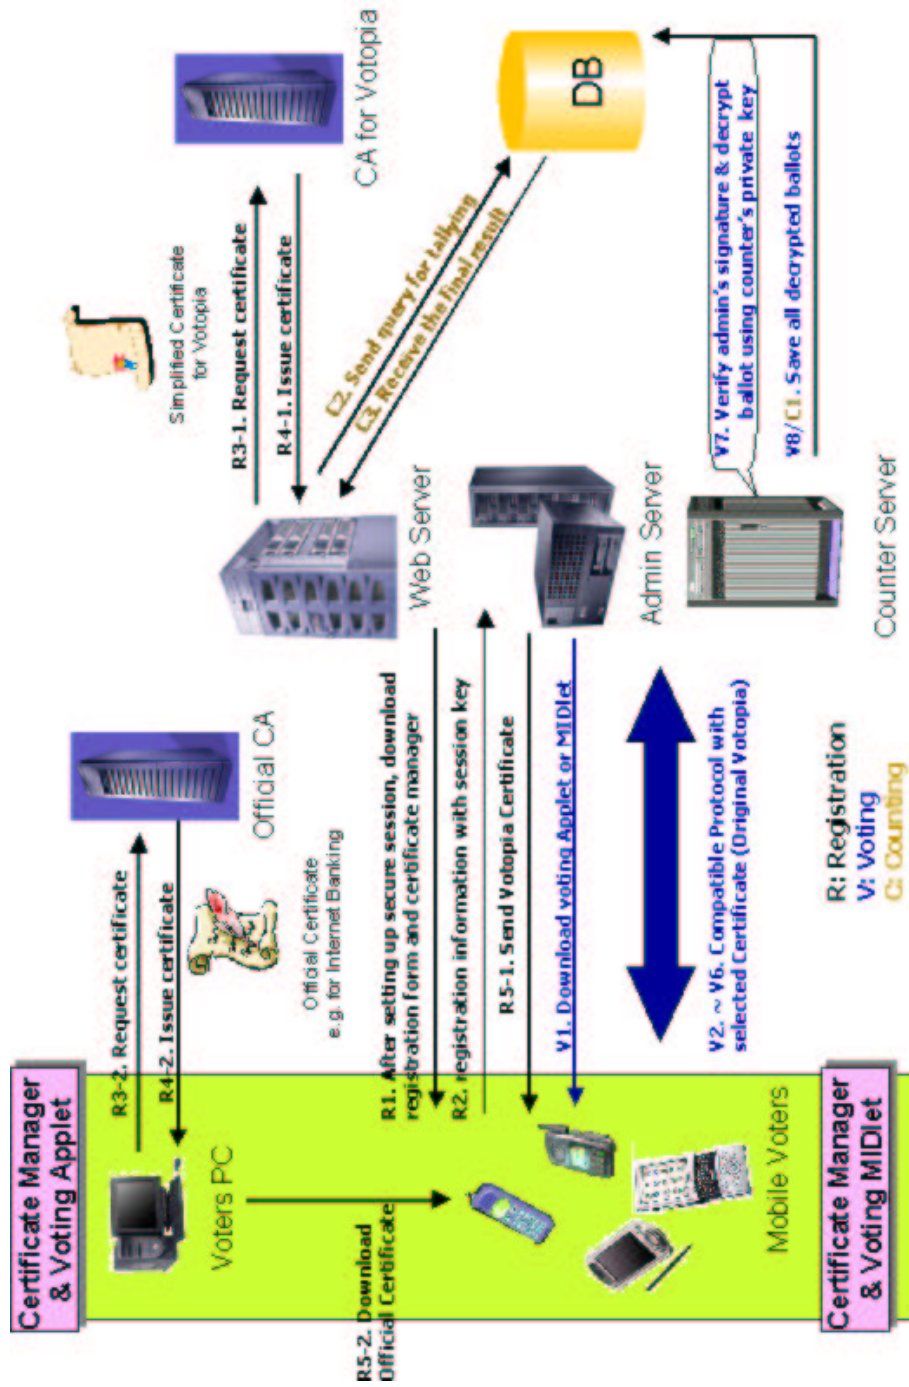 Certificate Manager
& Voting Applet
R3-2. Request certificate
R4-2. Issue certificate
Voters PC
Official CA
Official Certificate
e.g. for Internet Banking
Simplified Certificate
for Votopia
R3-1. Request certificate
R4-1. Issue certificate
CA for Votopia
R5-2. Download
Official Certificate
R1. After setting up secure session, download
registration form and certificate manager
Web Server
C2. Send query for tallying
C3. Receive the final result
DB
R2. registration information with session key
R5-1. Send Votopia Certificate
V1. Download voting Applet or MIDlet
Admin Server
Mobile Voters
V2. ~ V6. Compatible Protocol with
selected Certificate (Original Votopia)
V7. Verify admin's signature & decrypt
ballot using counter's private key
V8/C1. Save all decrypted ballots
Counter Server
Certificate Manager
& Voting MIDlet
R: Registration
V: Voting
C: Counting